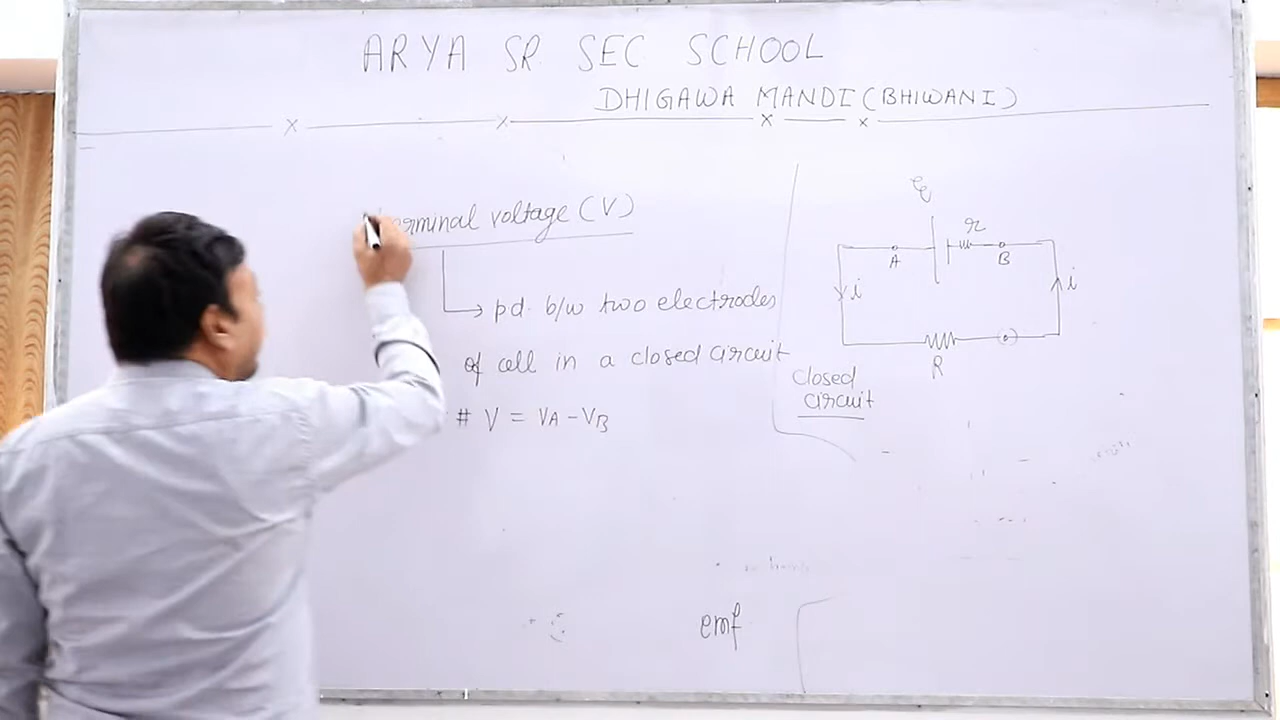 ARYA SR SEC SCHOOL
DHIGAWA MANDI (BHIWANI)
Terminal voltage (V)
pd. b/w two electrodes
of cell in a closed circuit
# V = VA - VB
emf
r
A
B
i
i
R
closed
circuit